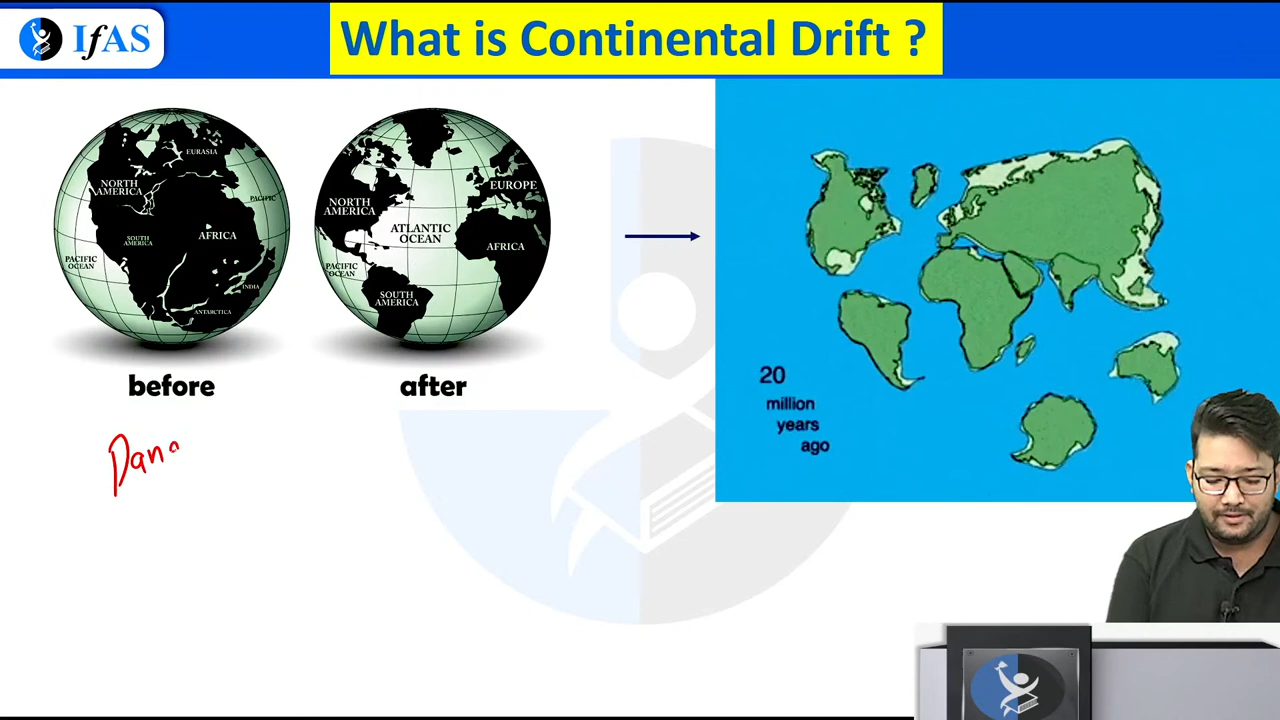 IfAS
What is Continental Drift ?
EURASIA
NORTH
AMERICA
PACIFIC
SOUTH
AMERICA
AFRICA
PACIFIC
OCEAN
INDIA
ANTARCTICA
before
EUROPE
NORTH
AMERICA
ATLANTIC
OCEAN
AFRICA
PACIFIC
OCEAN
SOUTH
AMERICA
after
20
million
years
ago